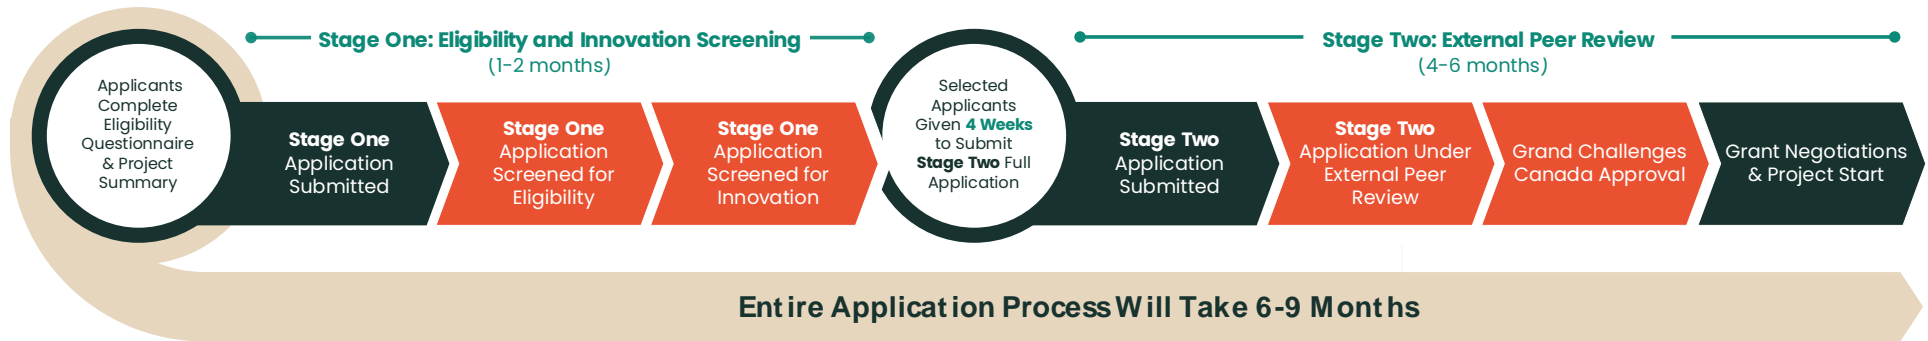 Stage One: Eligibility and Innovation Screening
(1-2 months)
Stage Two: External Peer Review
(4-6 months)
Applicants
Complete
Eligibility
Questionnaire
& Project
Summary
Stage One
Application
Submitted
Stage One
Application
Screened for
Eligibility
Stage One
Application
Screened for
Innovation
Selected
Applicants
Given 4 Weeks
to Submit
Stage Two Full
Application
Stage Two
Application
Submitted
Stage Two
Application Under
External Peer
Review
Grand Challenges
Canada Approval
Grant Negotiations
& Project Start
Entire Application Process Will Take 6-9 Months